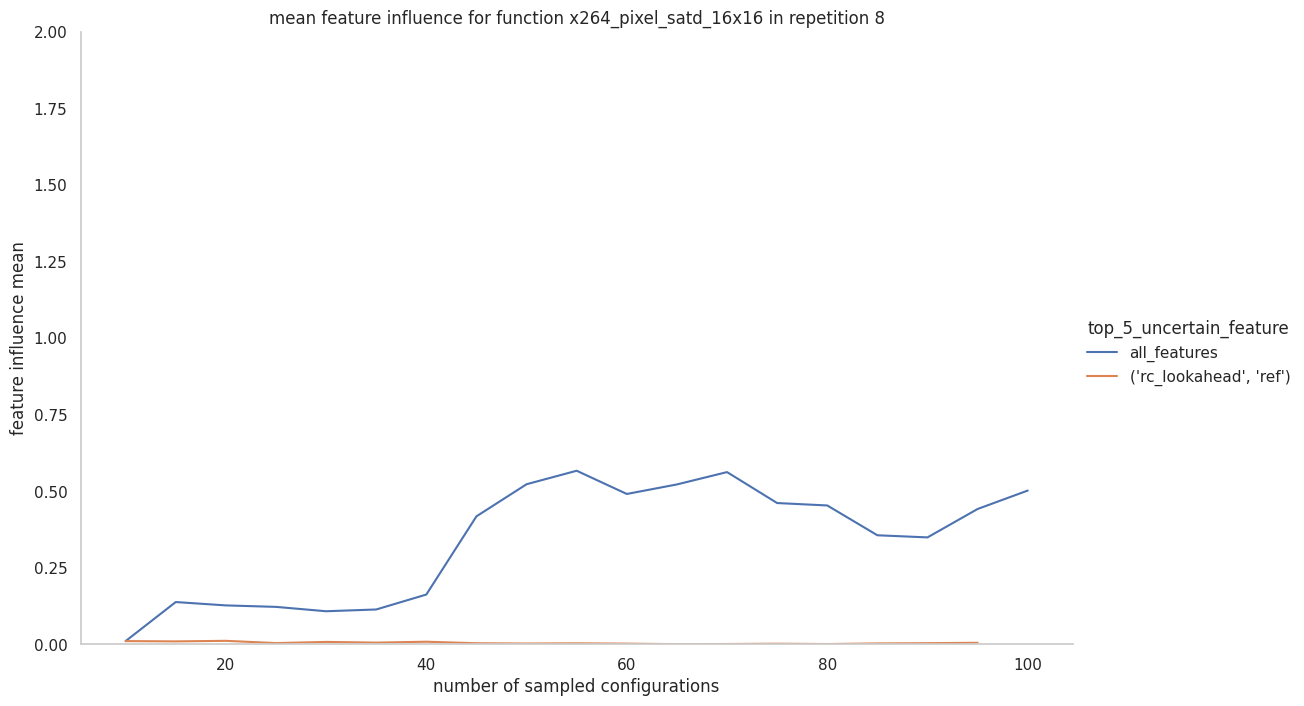 mean feature influence for function x264_pixel_satd_16x16 in repetition 8
2.00
1.75
1.50
1.25
1.00
0.75
0.50
0.25
0.00
feature influence mean
20
40
60
80
100
number of sampled configurations
top_5_uncertain_feature
all_features
('rc_lookahead', 'ref')